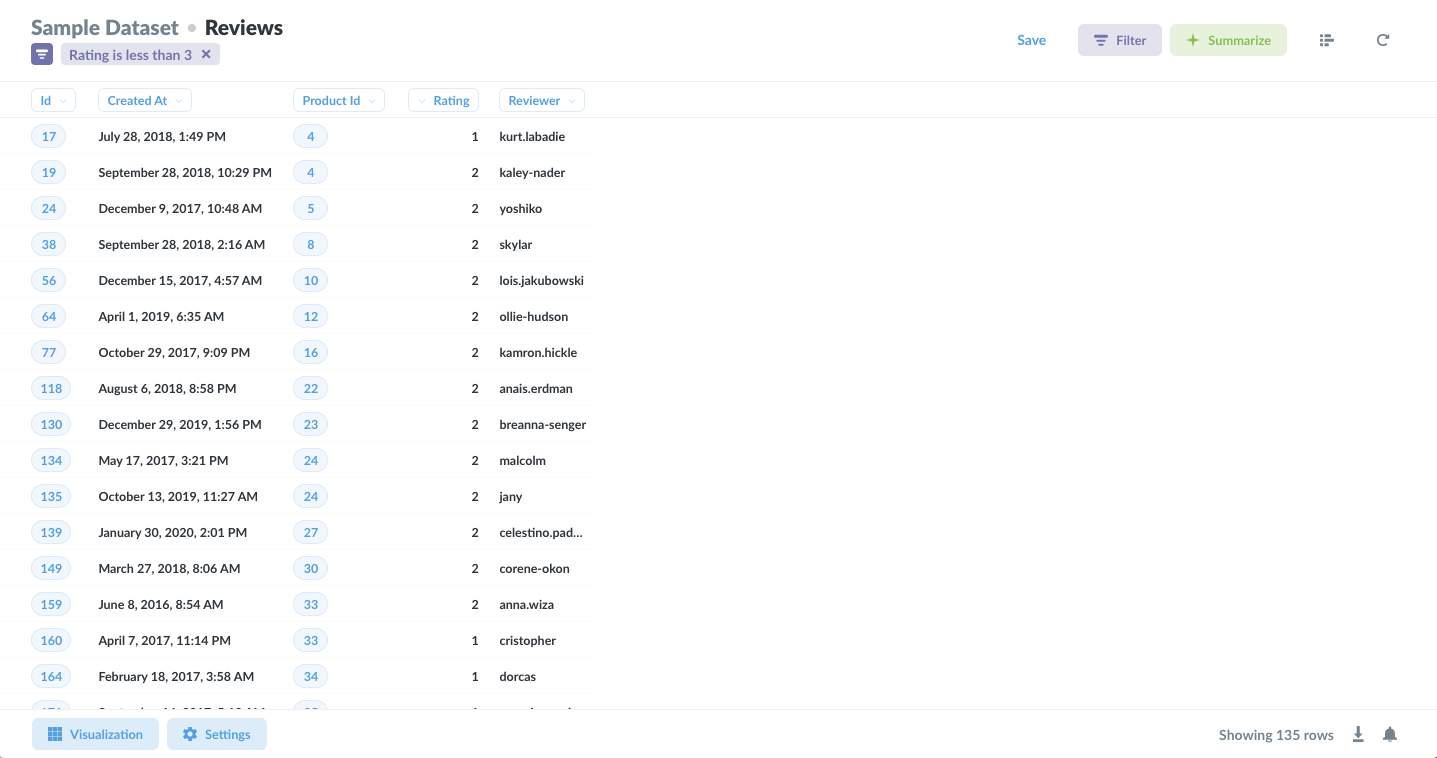 Sample Dataset • Reviews
Rating is less than 3 ×
Save Filter Summarize
Id Created At Product Id Rating Reviewer
17 July 28, 2018, 1:49 PM 4 1 kurt.labadie
19 September 28, 2018, 10:29 PM 4 2 kaley-nader
24 December 9, 2017, 10:48 AM 5 2 yoshiko
38 September 28, 2018, 2:16 AM 8 2 skylar
56 December 15, 2017, 4:57 AM 10 2 lois.jakubowski
64 April 1, 2019, 6:35 AM 12 2 ollie-hudson
77 October 29, 2017, 9:09 PM 16 2 kamron.hickle
118 August 6, 2018, 8:58 PM 22 2 anais.erdman
130 December 29, 2019, 1:56 PM 23 2 breanna-senger
134 May 17, 2017, 3:21 PM 24 2 malcolm
135 October 13, 2019, 11:27 AM 24 2 jany
139 January 30, 2020, 2:01 PM 27 2 celestino.pad...
149 March 27, 2018, 8:06 AM 30 2 corene-okon
159 June 8, 2016, 8:54 AM 33 2 anna.wiza
160 April 7, 2017, 11:14 PM 33 1 cristopher
164 February 18, 2017, 3:58 AM 34 1 dorcas
Visualization Settings Showing 135 rows